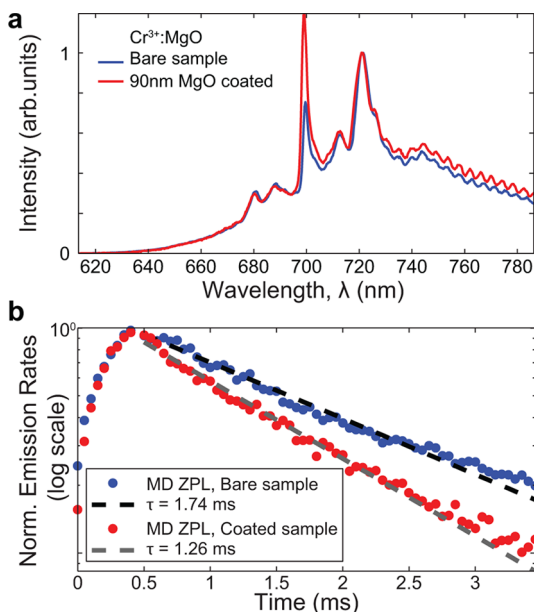 a
Cr³⁺:MgO
Bare sample
90nm MgO coated
Intensity (arb.units)
1
0
620 640 660 680 700 720 740 760 780
Wavelength, λ (nm)
b
Norm. Emission Rates
(log scale)
10⁰
MD ZPL, Bare sample
τ = 1.74 ms
MD ZPL, Coated sample
τ = 1.26 ms
0 0.5 1 1.5 2 2.5 3
Time (ms)